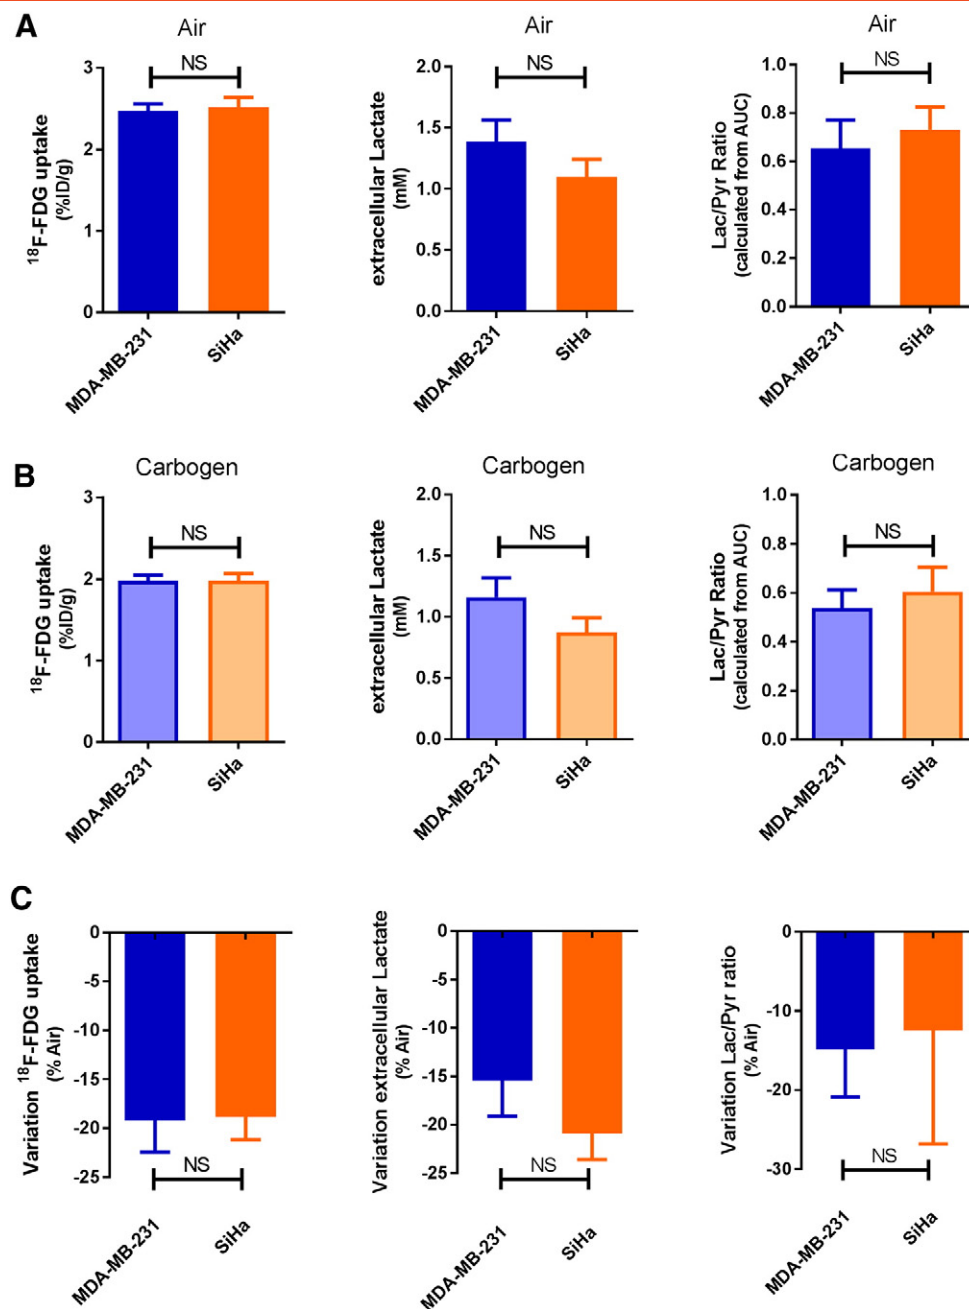 A
Air
NS
3
2
1
0
18F-FDG uptake
(%ID/g)
MDA-MB-231
SiHa
Air
NS
2.0
1.5
1.0
0.5
0.0
extracellular Lactate
(mM)
MDA-MB-231
SiHa
Air
NS
1.0
0.8
0.6
0.4
0.2
0.0
Lac/Pyr Ratio
(calculated from AUC)
MDA-MB-231
SiHa
B
Carbogen
NS
3
2
1
0
18F-FDG uptake
(%ID/g)
MDA-MB-231
SiHa
Carbogen
NS
2.0
1.5
1.0
0.5
0.0
extracellular Lactate
(mM)
MDA-MB-231
SiHa
Carbogen
NS
1.0
0.8
0.6
0.4
0.2
0.0
Lac/Pyr Ratio
(calculated from AUC)
MDA-MB-231
SiHa
C
0
-5
-10
-15
-20
-25
Variation 18F-FDG uptake
(% Air)
NS
MDA-MB-231
SiHa
0
-5
-10
-15
-20
-25
Variation extracellular Lactate
(% Air)
NS
MDA-MB-231
SiHa
0
-10
-20
-30
Variation Lac/Pyr ratio
(% Air)
NS
MDA-MB-231
SiHa